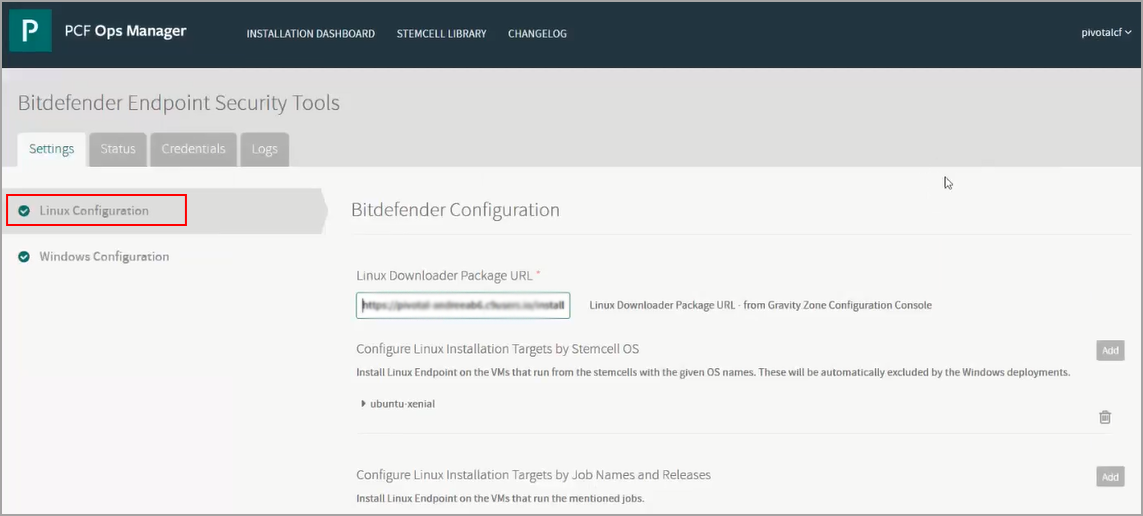 P
PCF Ops Manager
INSTALLATION DASHBOARD STEMCELL LIBRARY CHANGELOG
pivotalcf
Bitdefender Endpoint Security Tools
Settings Status Credentials Logs
Linux Configuration
Windows Configuration
Bitdefender Configuration
Linux Downloader Package URL *
Linux Downloader Package URL - from Gravity Zone Configuration Console
Configure Linux Installation Targets by Stemcell OS
Add
Install Linux Endpoint on the VMs that run from the stemcells with the given OS names. These will be automatically excluded by the Windows deployments.
ubuntu-xenial
Configure Linux Installation Targets by Job Names and Releases
Add
Install Linux Endpoint on the VMs that run the mentioned jobs.